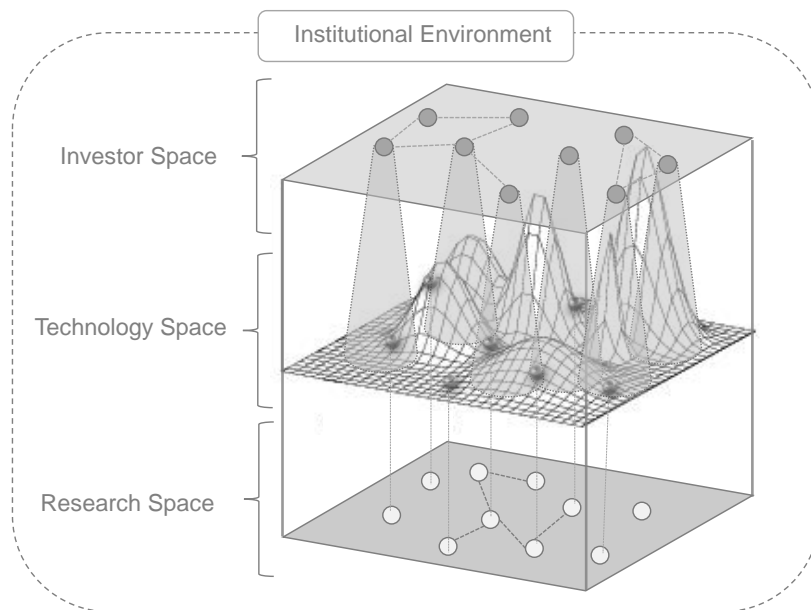 Institutional Environment
Investor Space
Technology Space
Research Space